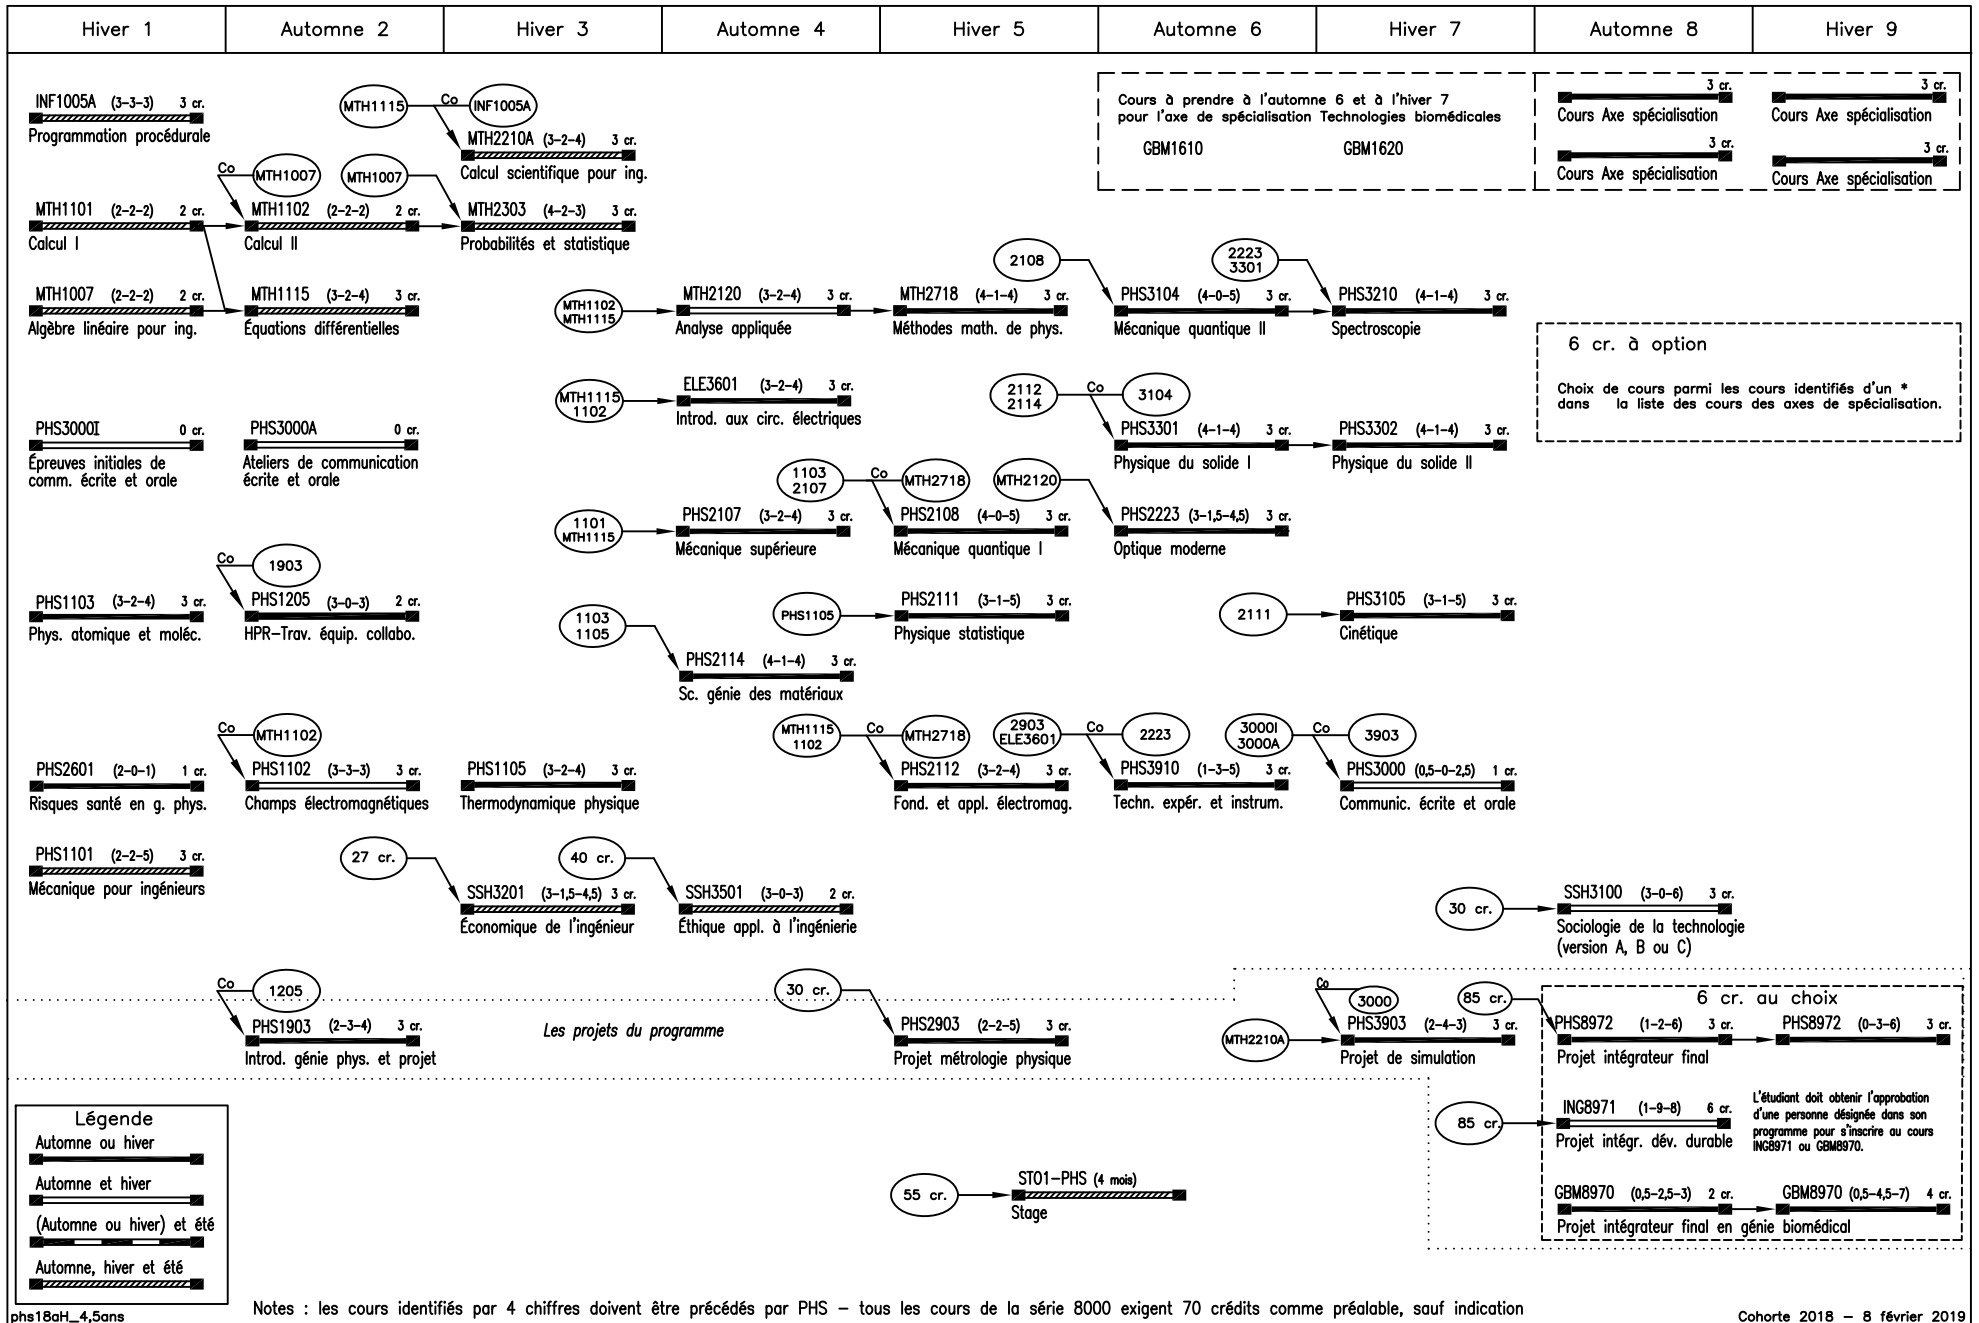 Hiver 1
Automne 2
Hiver 3
Automne 4
Hiver 5
Automne 6
Hiver 7
Automne 8
Hiver 9
INF1005A (3-3-3) 3 cr.
Programmation procédurale
MTH1115
Co
INF1005A
MTH2210A (3-2-4) 3 cr.
Calcul scientifique pour ing.
Cours à prendre à l'automne 6 et à l'hiver 7
pour l'axe de spécialisation Technologies biomédicales
GBM1610
GBM1620
3 cr.
Cours Axe spécialisation
3 cr.
Cours Axe spécialisation
3 cr.
Cours Axe spécialisation
3 cr.
Cours Axe spécialisation
MTH1101 (2-2-2) 2 cr.
Calcul I
Co
MTH1007
MTH1102 (2-2-2) 2 cr.
Calcul II
MTH1007
MTH2303 (4-2-3) 3 cr.
Probabilités et statistique
MTH1007 (2-2-2) 2 cr.
Algèbre linéaire pour ing.
MTH1115 (3-2-4) 3 cr.
Équations différentielles
MTH1102
MTH1115
MTH2120 (3-2-4) 3 cr.
Analyse appliquée
MTH2718 (4-1-4) 3 cr.
Méthodes math. de phys.
2108
PHS3104 (4-0-5) 3 cr.
Mécanique quantique II
2223
3301
PHS3210 (4-1-4) 3 cr.
Spectroscopie
6 cr. à option
Choix de cours parmi les cours identifiés d'un *
dans la liste des cours des axes de spécialisation.
PHS3000I 0 cr.
Épreuves initiales de
comm. écrite et orale
PHS3000A 0 cr.
Ateliers de communication
écrite et orale
MTH1115
1102
ELE3601 (3-2-4) 3 cr.
Introd. aux circ. électriques
2112
2114
Co
3104
PHS3301 (4-1-4) 3 cr.
Physique du solide I
PHS3302 (4-1-4) 3 cr.
Physique du solide II
1101
MTH1115
PHS2107 (3-2-4) 3 cr.
Mécanique supérieure
1103
2107
Co
MTH2718
PHS2108 (4-0-5) 3 cr.
Mécanique quantique I
MTH2120
PHS2223 (3-1,5-4,5) 3 cr.
Optique moderne
PHS1103 (3-2-4) 3 cr.
Phys. atomique et moléc.
Co
1903
PHS1205 (3-0-3) 2 cr.
HPR-Trav. équip. collabo.
1103
1105
PHS2114 (4-1-4) 3 cr.
Sc. génie des matériaux
PHS1105
PHS2111 (3-1-5) 3 cr.
Physique statistique
2111
PHS3105 (3-1-5) 3 cr.
Cinétique
PHS2601 (2-0-1) 1 cr.
Risques santé en g. phys.
Co
MTH1102
PHS1102 (3-3-3) 3 cr.
Champs électromagnétiques
PHS1105 (3-2-4) 3 cr.
Thermodynamique physique
MTH1115
1102
Co
MTH2718
PHS2112 (3-2-4) 3 cr.
Fond. et appl. électromag.
2903
ELE3601
Co
2223
PHS3910 (1-3-5) 3 cr.
Techn. expér. et instrum.
3000I
3000A
Co
3903
PHS3000 (0,5-0-2,5) 1 cr.
Communic. écrite et orale
PHS1101 (2-2-5) 3 cr.
Mécanique pour ingénieurs
27 cr.
SSH3201 (3-1,5-4,5) 3 cr.
Économique de l'ingénieur
40 cr.
SSH3501 (3-0-3) 2 cr.
Éthique appl. à l'ingénierie
30 cr.
SSH3100 (3-0-6) 3 cr.
Sociologie de la technologie
(version A, B ou C)
Co
1205
PHS1903 (2-3-4) 3 cr.
Introd. génie phys. et projet
Les projets du programme
30 cr.
PHS2903 (2-2-5) 3 cr.
Projet métrologie physique
Co
3000
MTH2210A
PHS3903 (2-4-3) 3 cr.
Projet de simulation
85 cr.
6 cr. au choix
PHS8972 (1-2-6) 3 cr.
Projet intégrateur final
PHS8972 (0-3-6) 3 cr.
85 cr.
ING8971 (1-9-8) 6 cr.
Projet intégr. dév. durable
L'étudiant doit obtenir l'approbation
d'une personne désignée dans son
programme pour s'inscrire au cours
ING8971 ou GBM8970.
GBM8970 (0,5-2,5-3) 2 cr.
GBM8970 (0,5-4,5-7) 4 cr.
Projet intégrateur final en génie biomédical
55 cr.
ST01-PHS (4 mois)
Stage
Légende
Automne ou hiver
Automne et hiver
(Automne ou hiver) et été
Automne, hiver et été
Notes : les cours identifiés par 4 chiffres doivent être précédés par PHS – tous les cours de la série 8000 exigent 70 crédits comme préalable, sauf indication
phs18aH_4,5ans
Cohorte 2018 – 8 février 2019